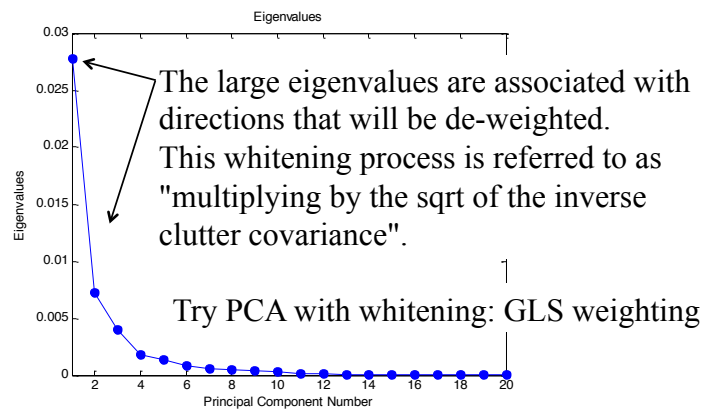 Eigenvalues
0.03
0.025
0.02
0.015
0.01
0.005
0
Eigenvalues
The large eigenvalues are associated with
directions that will be de-weighted.
This whitening process is referred to as
"multiplying by the sqrt of the inverse
clutter covariance".
Try PCA with whitening: GLS weighting
2 4 6 8 10 12 14 16 18 20
Principal Component Number